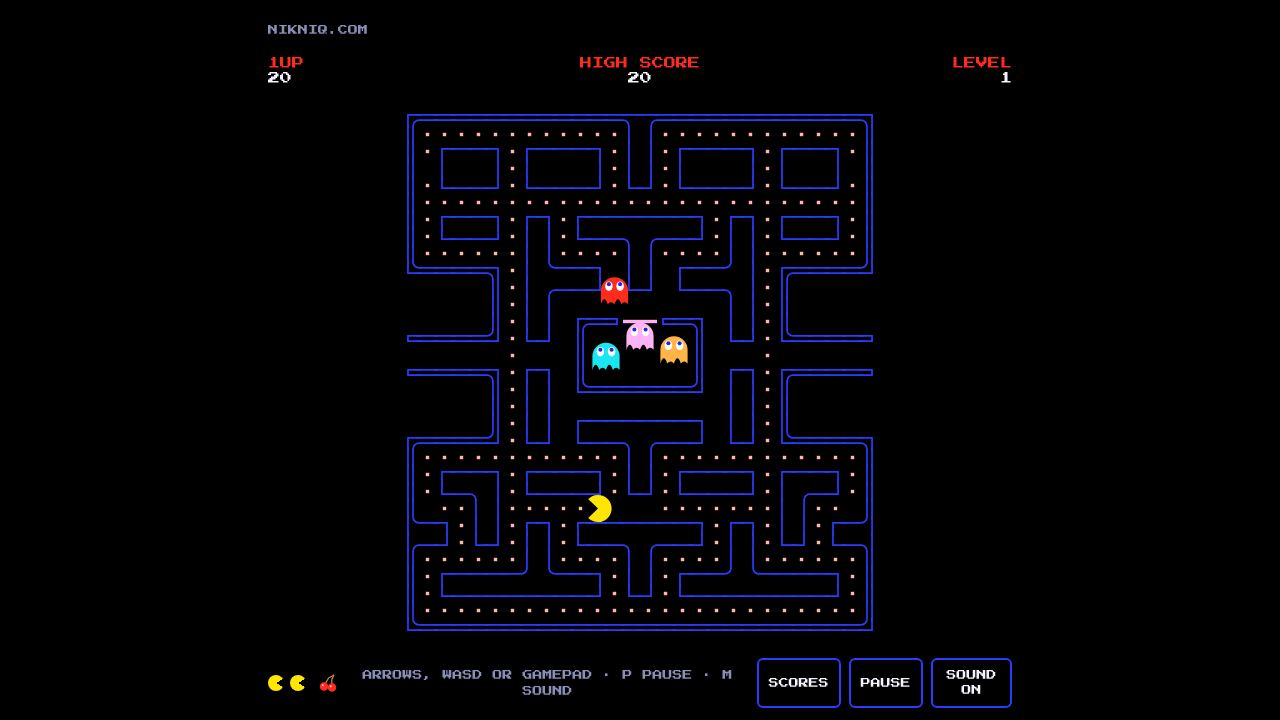 NIKNIQ.COM
1UP
HIGH SCORE
LEVEL
20
20
1
ARROWS, WASD OR GAMEPAD · P PAUSE · M
SOUND
SCORES
PAUSE
SOUND
ON